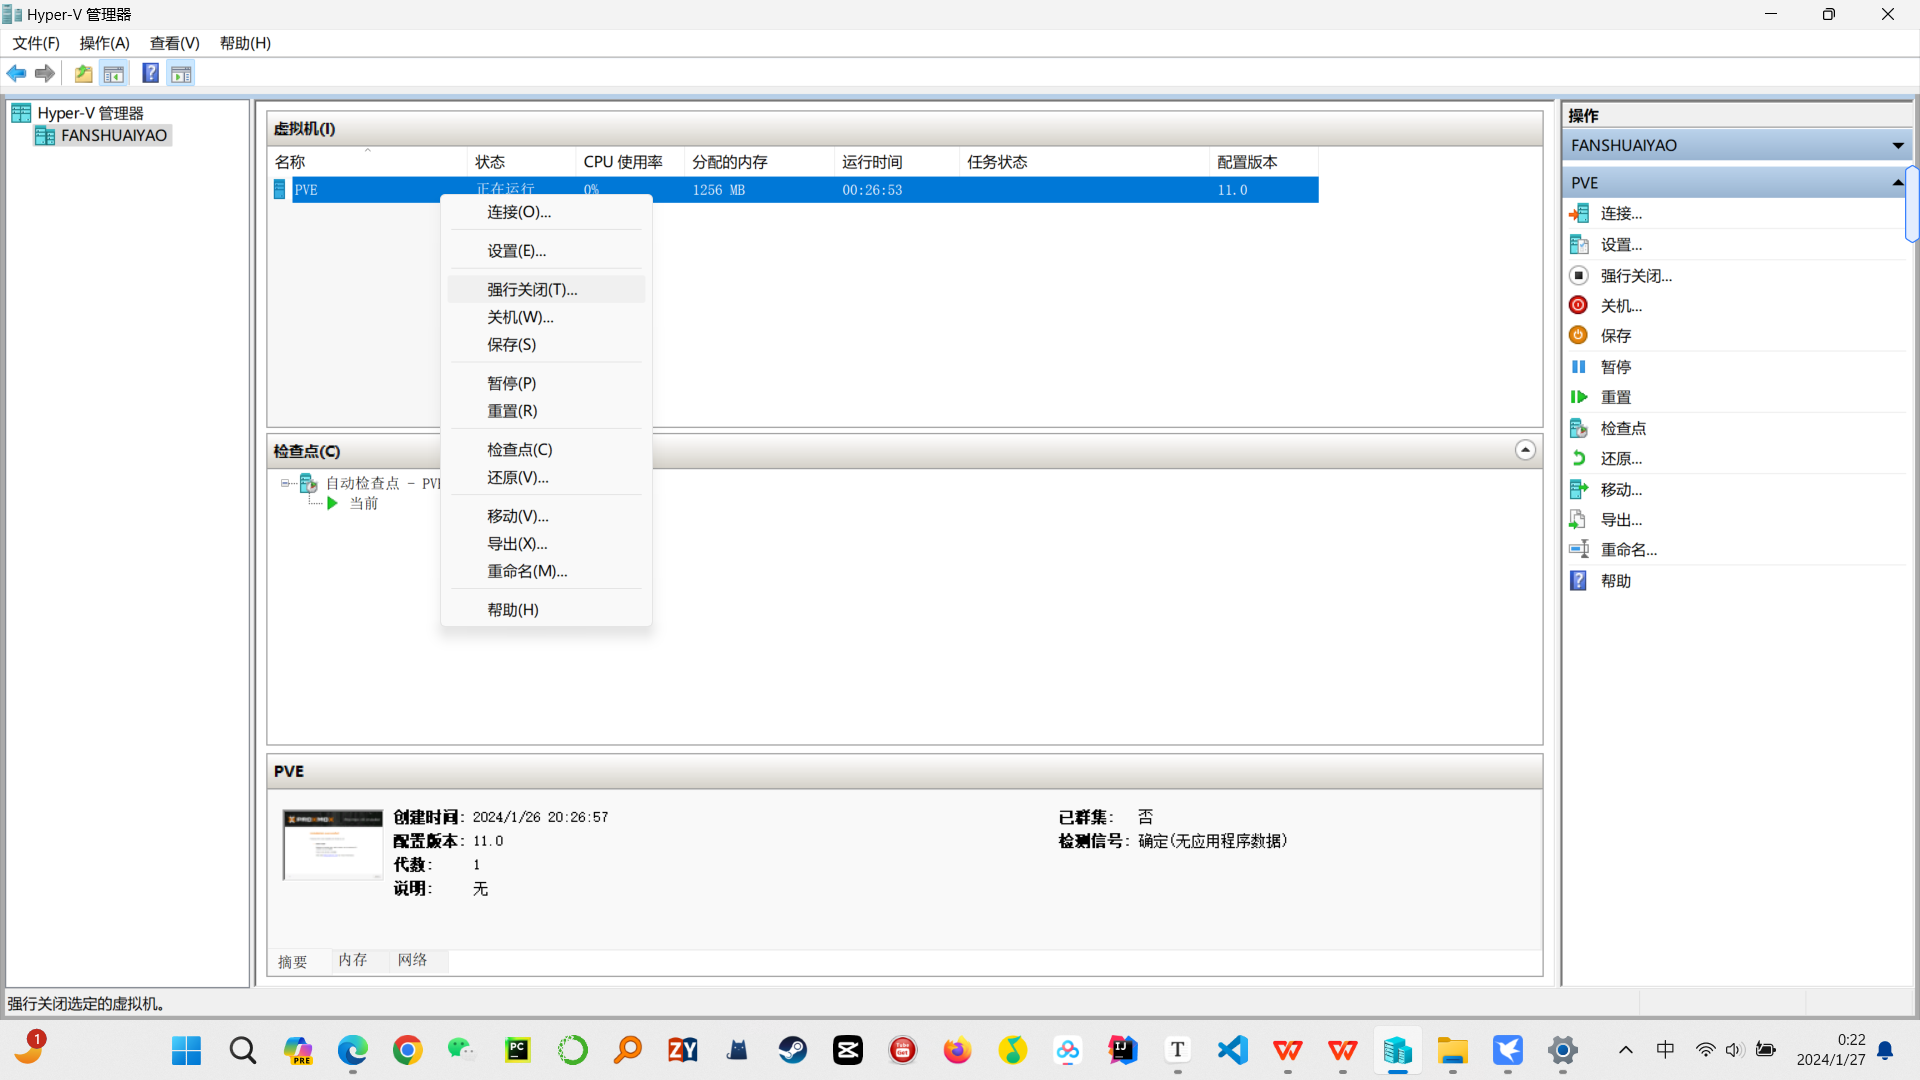 Hyper-V 管理器
文件(F) 操作(A) 查看(V) 帮助(H)
Hyper-V 管理器
FANSHUAIYAO
虚拟机(I)
名称 状态 CPU 使用率 分配的内存 运行时间 任务状态 配置版本
PVE 正在运行 0% 1256 MB 00:26:53 11.0
连接(O)...
设置(E)...
强行关闭(T)...
关机(W)...
保存(S)
暂停(P)
重置(R)
检查点(C)
还原(V)...
移动(V)...
导出(X)...
重命名(M)...
帮助(H)
检查点(C)
自动检查点 - PVE
当前
PVE
创建时间: 2024/1/26 20:26:57
配置版本: 11.0
代数: 1
说明: 无
已群集: 否
检测信号: 确定(无应用程序数据)
摘要 内存 网络
操作
FANSHUAIYAO
PVE
连接...
设置...
强行关闭...
关机...
保存
暂停
重置
检查点
还原...
移动...
导出...
重命名...
帮助
强行关闭选定的虚拟机。
1
PRE
PC
ZY
IJ
T
中
0:22
2024/1/27